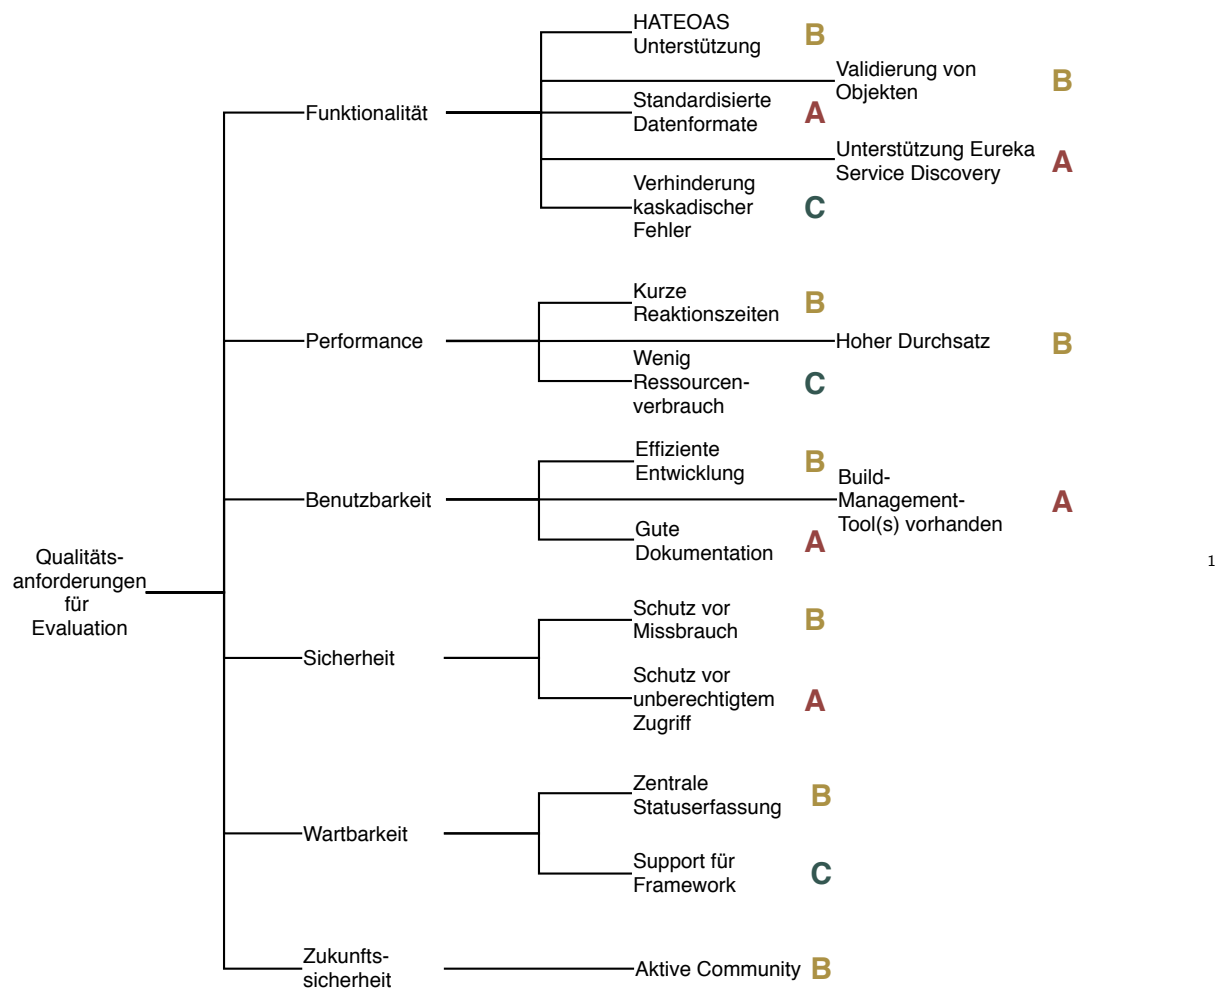 Qualitäts-
anforderungen
für
Evaluation
Funktionalität
HATEOAS
Unterstützung
B
Validierung von
Objekten
B
Standardisierte
Datenformate
A
Unterstützung Eureka
Service Discovery
A
Verhinderung
kaskadischer
Fehler
C
Performance
Kurze
Reaktionszeiten
B
Hoher Durchsatz
B
Wenig
Ressourcen-
verbrauch
C
Benutzbarkeit
Effiziente
Entwicklung
B
Build-
Management-
Tool(s) vorhanden
A
Gute
Dokumentation
A
Sicherheit
Schutz vor
Missbrauch
B
Schutz vor
unberechtigtem
Zugriff
A
Wartbarkeit
Zentrale
Statuserfassung
B
Support für
Framework
C
Zukunfts-
sicherheit
Aktive Community
B
1